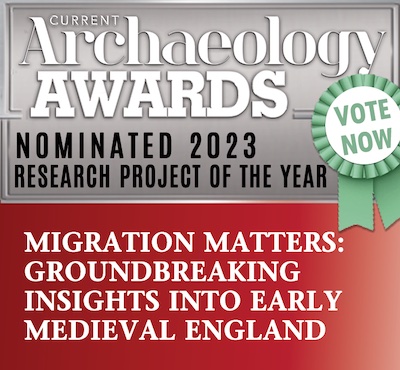 CURRENT
Archaeology
AWARDS
NOMINATED 2023
RESEARCH PROJECT OF THE YEAR
VOTE
NOW
MIGRATION MATTERS:
GROUNDBREAKING
INSIGHTS INTO EARLY
MEDIEVAL ENGLAND